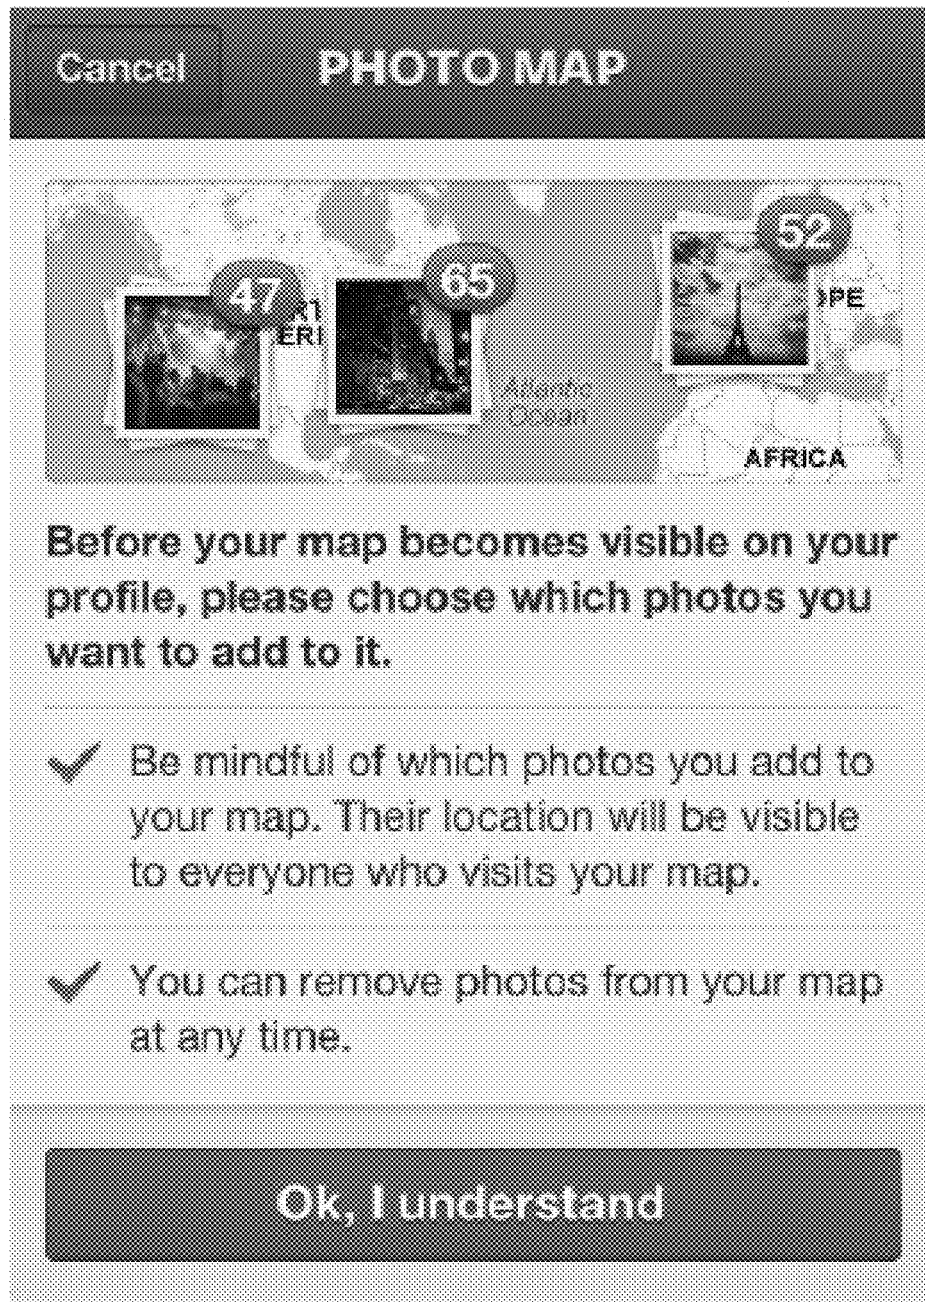 Cancel
PHOTO MAP
47
65
52
RT
ERI
OPE
Atlantic
Ocean
AFRICA
Before your map becomes visible on your
profile, please choose which photos you
want to add to it.
Be mindful of which photos you add to
your map. Their location will be visible
to everyone who visits your map.
You can remove photos from your map
at any time.
Ok, I understand